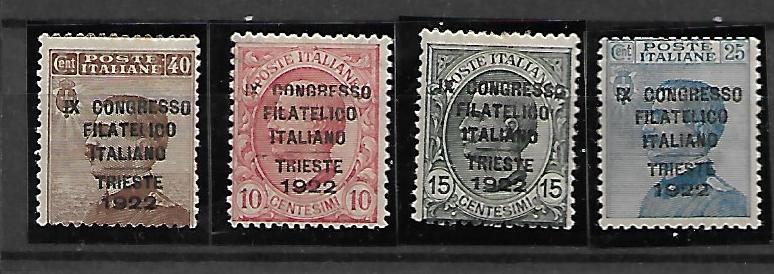 Cent POSTE ITALIANE 40
IX CONGRESSO
FILATELICO
ITALIANO
TRIESTE
1922
POSTE ITALIANE
IX CONGRESSO
FILATELICO
ITALIANO
TRIESTE
1922
10 CENTESIMI 10
POSTE ITALIANE
IX CONGRESSO
FILATELICO
ITALIANO
TRIESTE
1922
15 CENTESIMI 15
Cent POSTE ITALIANE 25
IX CONGRESSO
FILATELICO
ITALIANO
TRIESTE
1922